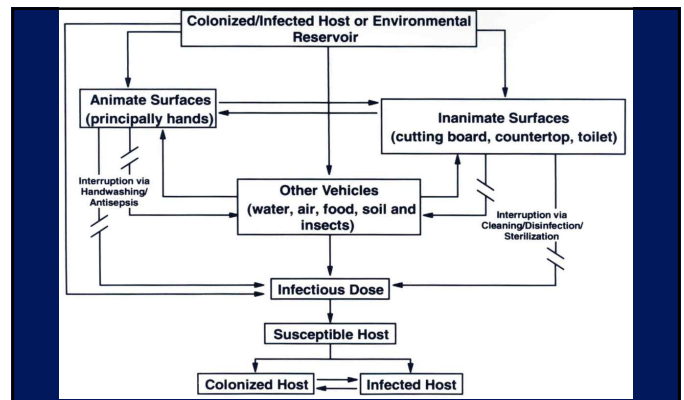 Colonized/Infected Host or Environmental
Reservoir
Animate Surfaces
(principally hands)
Inanimate Surfaces
(cutting board, countertop, toilet)
Interruption via
Handwashing/
Antisepsis
Other Vehicles
(water, air, food, soil and
insects)
Interruption via
Cleaning/Disinfection/
Sterilization
Infectious Dose
Susceptible Host
Colonized Host
Infected Host